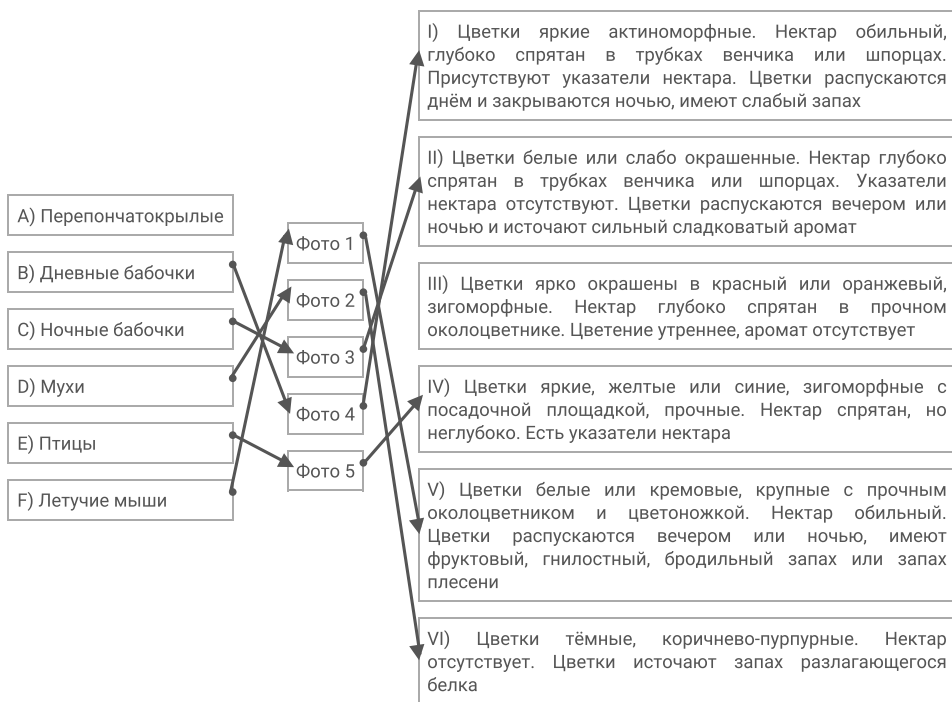 A) Перепончатокрылые
B) Дневные бабочки
C) Ночные бабочки
D) Мухи
E) Птицы
F) Летучие мыши
Фото 1
Фото 2
Фото 3
Фото 4
Фото 5
I) Цветки яркие актиноморфные. Нектар обильный,
глубоко спрятан в трубках венчика или шпорцах.
Присутствуют указатели нектара. Цветки распускаются
днём и закрываются ночью, имеют слабый запах
II) Цветки белые или слабо окрашенные. Нектар глубоко
спрятан в трубках венчика или шпорцах. Указатели
нектара отсутствуют. Цветки распускаются вечером или
ночью и источают сильный сладковатый аромат
III) Цветки ярко окрашены в красный или оранжевый,
зигоморфные. Нектар глубоко спрятан в прочном
околоцветнике. Цветение утреннее, аромат отсутствует
IV) Цветки яркие, желтые или синие, зигоморфные с
посадочной площадкой, прочные. Нектар спрятан, но
неглубоко. Есть указатели нектара
V) Цветки белые или кремовые, крупные с прочным
околоцветником и цветоножкой. Нектар обильный.
Цветки распускаются вечером или ночью, имеют
фруктовый, гнилостный, бродильный запах или запах
плесени
VI) Цветки тёмные, коричнево-пурпурные. Нектар
отсутствует. Цветки источают запах разлагающегося
белка